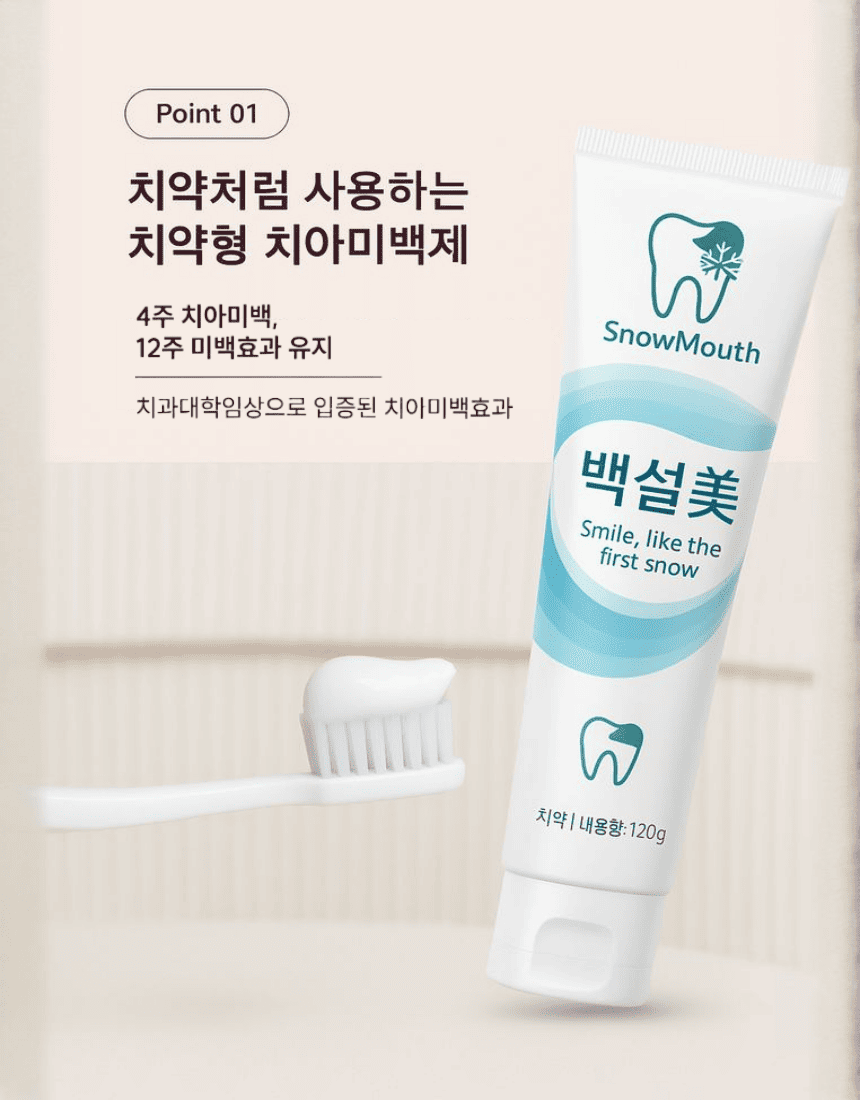 Point 01
치약처럼 사용하는
치약형 치아미백제
4주 치아미백,
12주 미백효과 유지
치과대학임상으로 입증된 치아미백효과
SnowMouth
백설美
Smile, like the
first snow
치약 | 내용향:120g